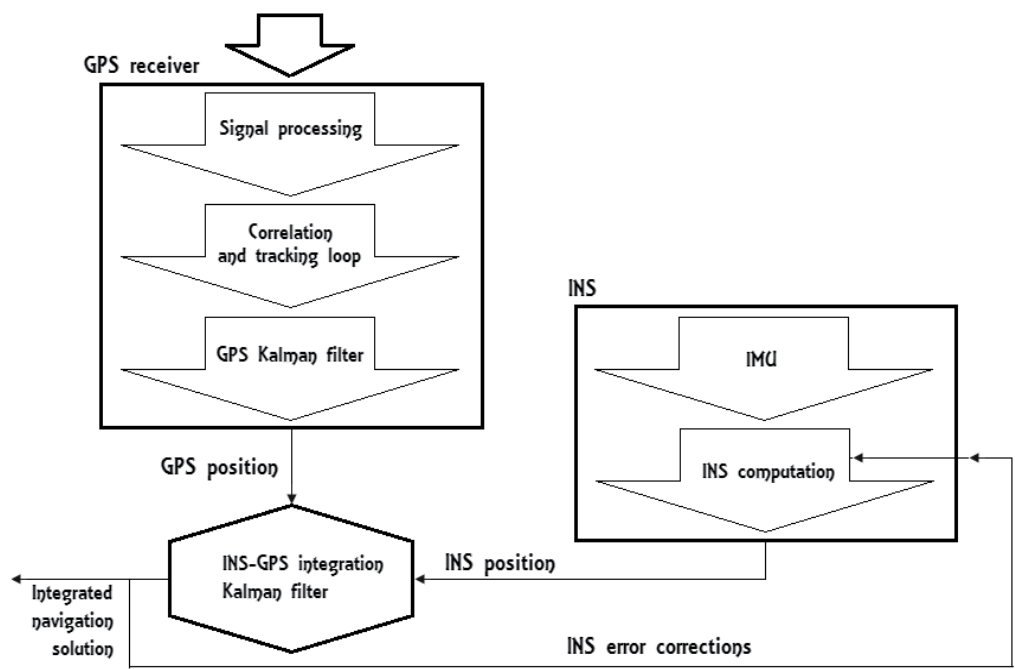 GPS receiver
Signal processing
Correlation
and tracking loop
GPS Kalman filter
GPS position
INS
IMU
INS computation
INS position
INS-GPS integration
Kalman filter
Integrated
navigation
solution
INS error corrections